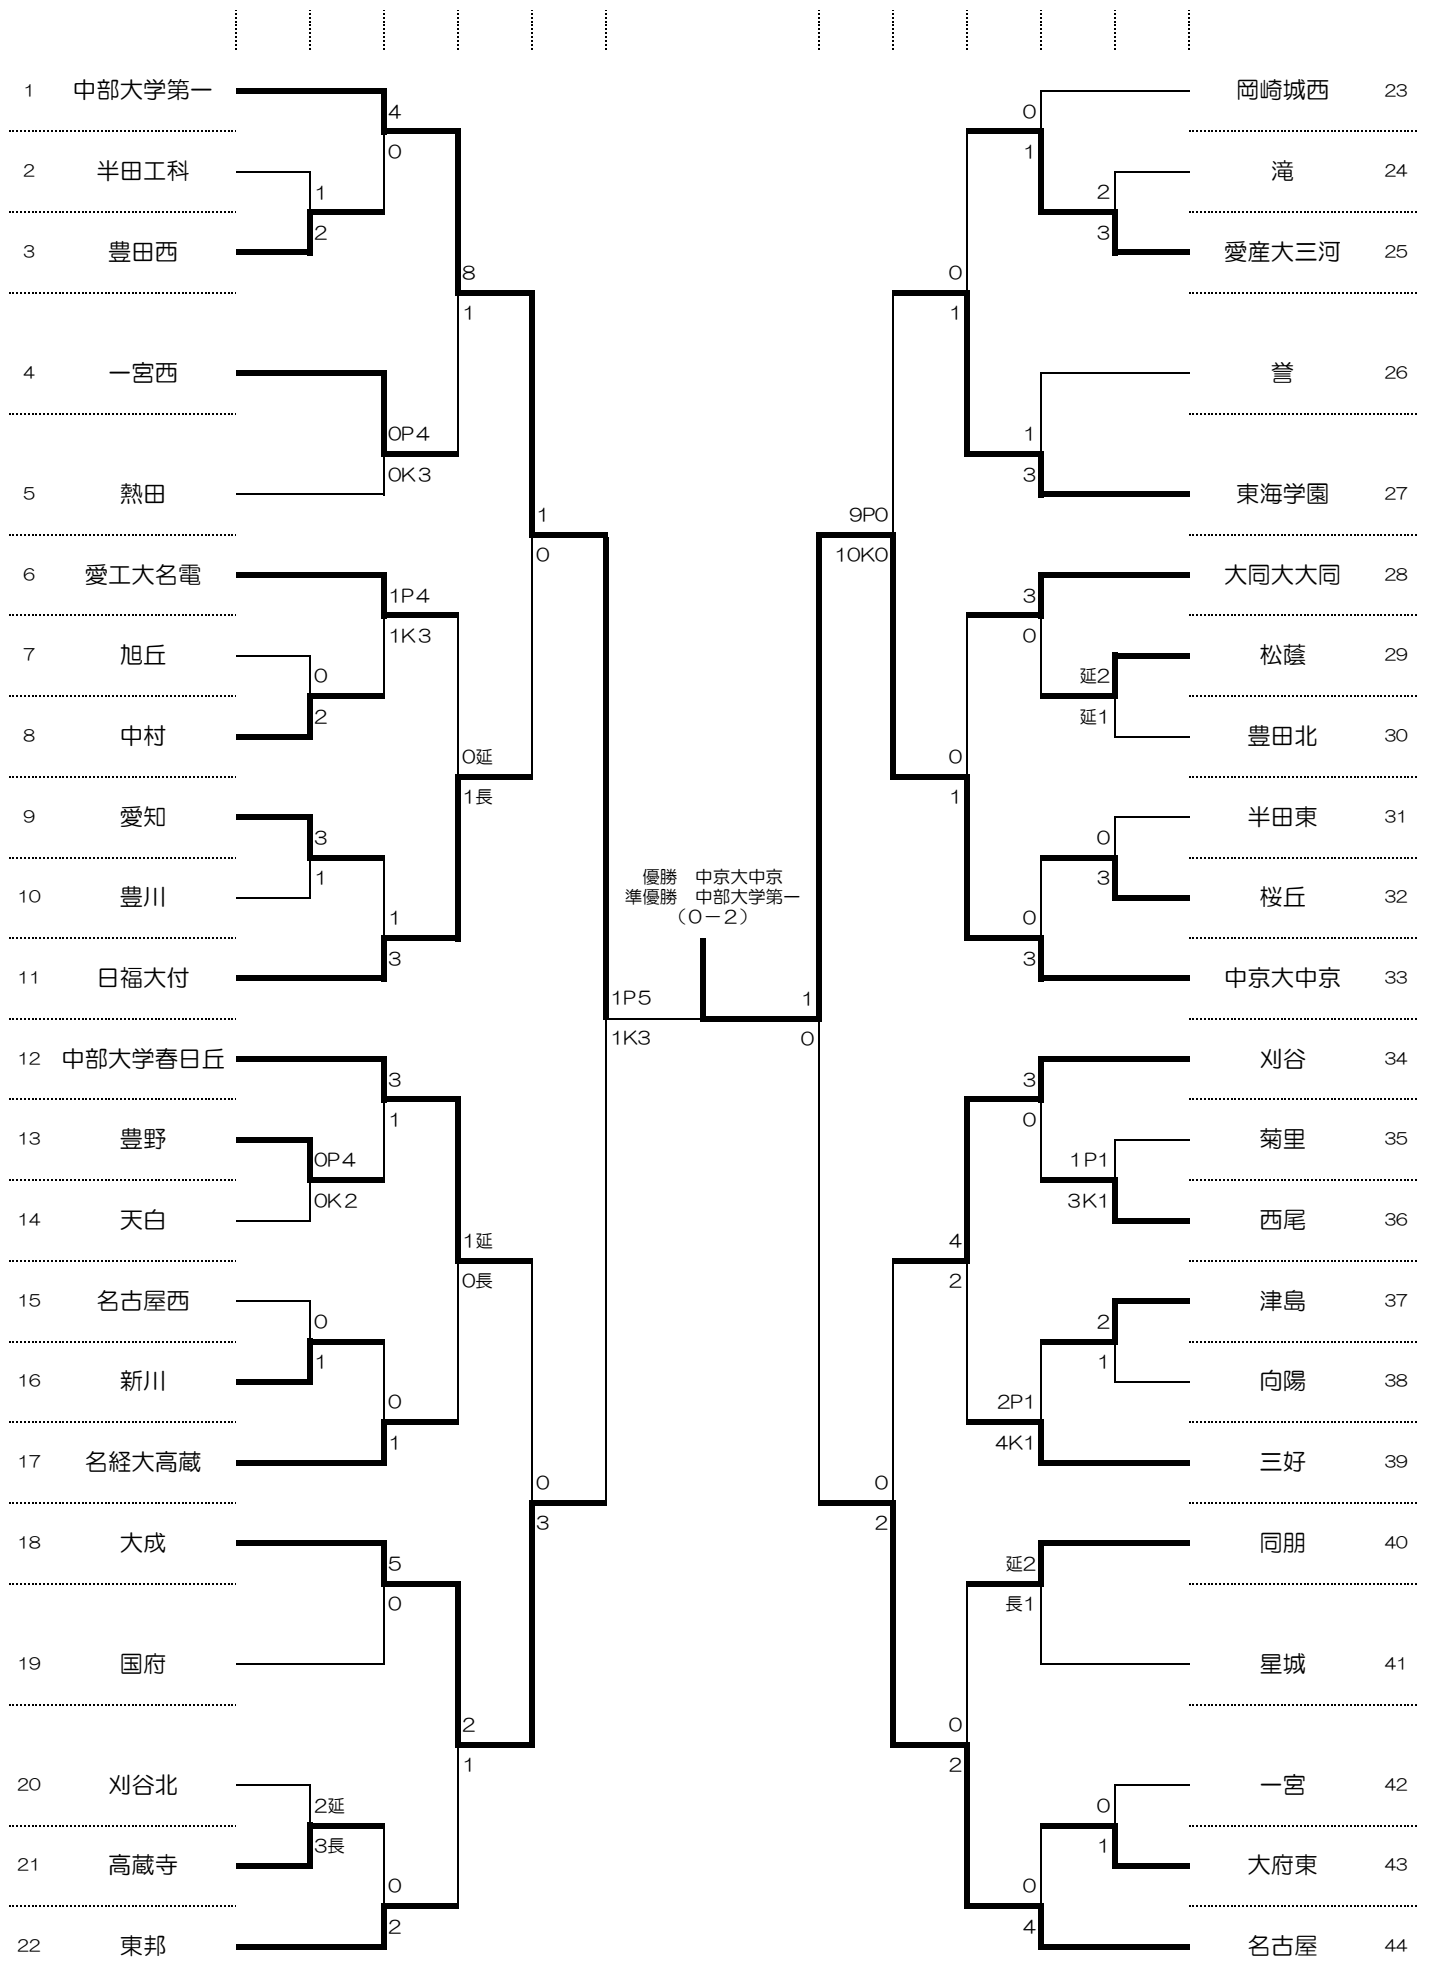 1 中部大学第一
4
0
2 半田工科
1
2
3 豊田西
8
1
4 一宮西
0P4
0K3
5 熱田
1
0
6 愛工大名電
1P4
1K3
7 旭丘
0
2
8 中村
0延
1長
9 愛知
3
1
10 豊川
1
3
11 日福大付
1P5
1K3
12 中部大学春日丘
3
1
13 豊野
0P4
0K2
14 天白
1延
0長
15 名古屋西
0
1
16 新川
0
1
17 名経大高蔵
0
3
18 大成
5
0
19 国府
2
1
20 刈谷北
2延
3長
21 高蔵寺
0
2
22 東邦
優勝 中京大中京
準優勝 中部大学第一
（0－2）
岡崎城西 23
0
1
滝 24
2
3
愛産大三河 25
0
1
誉 26
1
3
東海学園 27
9P0
10K0
大同大大同 28
3
0
松蔭 29
延2
延1
豊田北 30
0
1
半田東 31
0
3
桜丘 32
0
3
中京大中京 33
1
0
刈谷 34
3
0
菊里 35
1P1
3K1
西尾 36
4
2
津島 37
2
1
向陽 38
2P1
4K1
三好 39
0
2
同朋 40
延2
長1
星城 41
0
2
一宮 42
0
1
大府東 43
0
4
名古屋 44